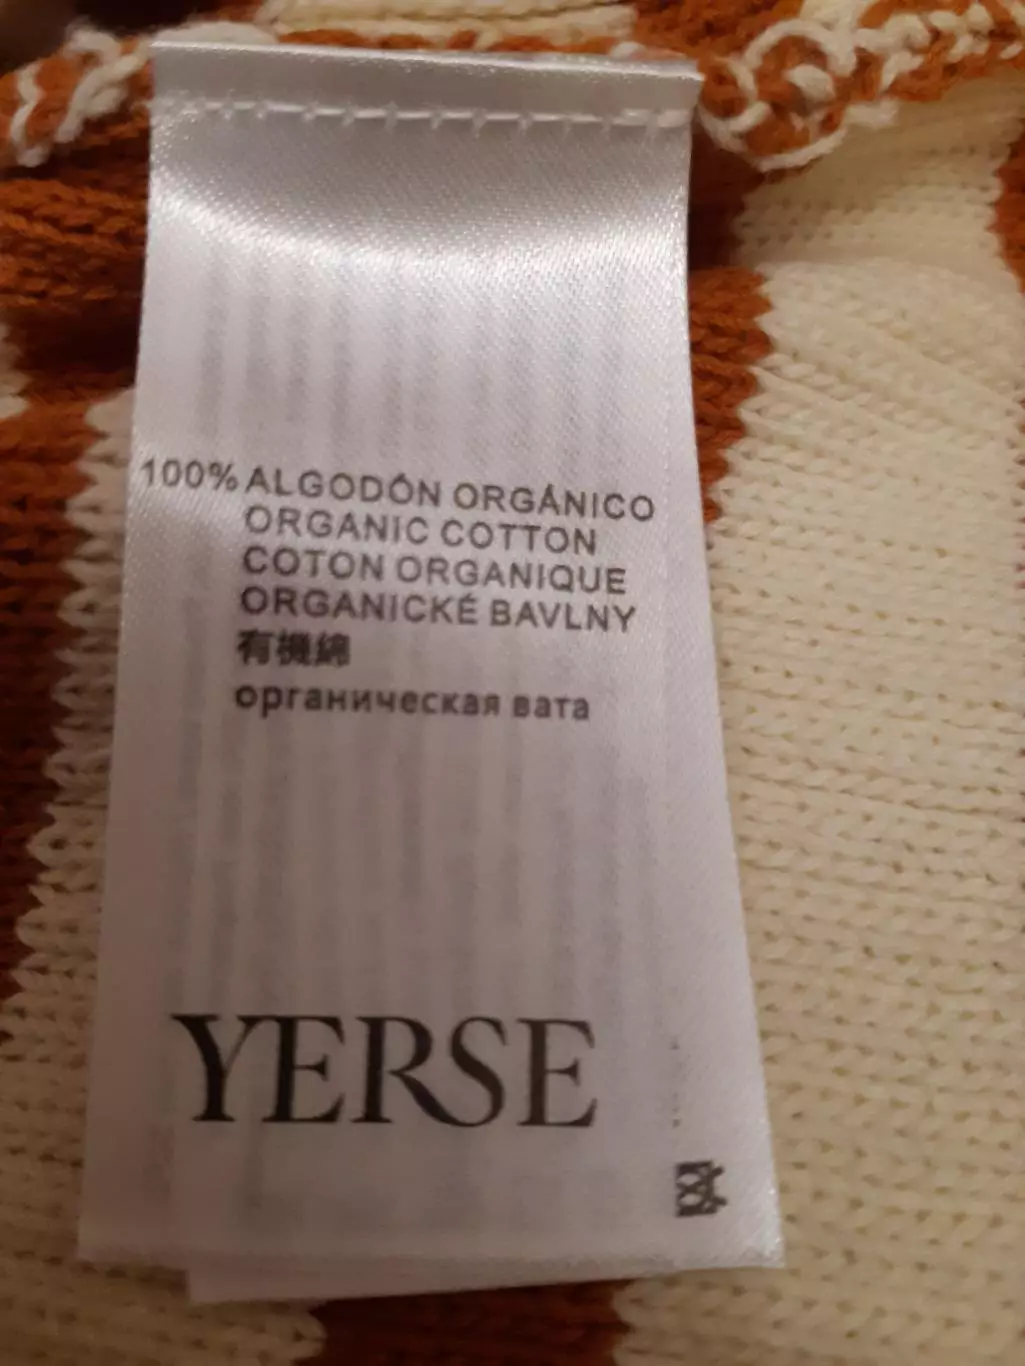 100% ALGODÓN ORGÁNICO
ORGANIC COTTON
COTON ORGANIQUE
ORGANICKÉ BAVLNY
有機綿
органическая вата
YERSE